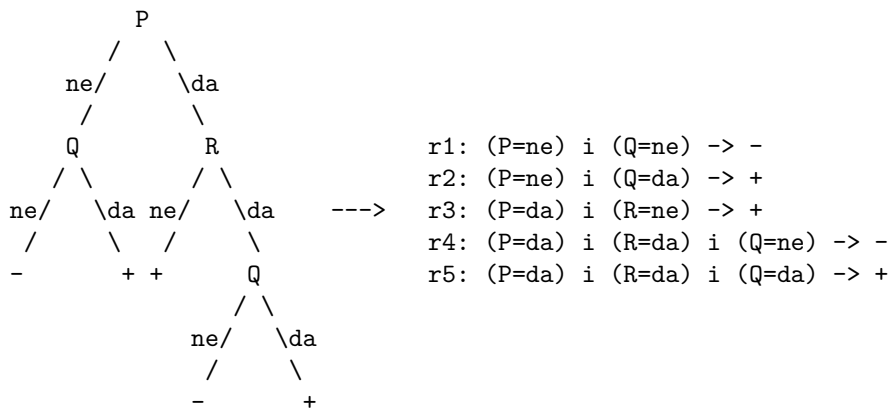 P
/ \
ne/ \da
/ \
Q R r1: (P=ne) i (Q=ne) -> -
/ \ / \ r2: (P=ne) i (Q=da) -> +
ne/ \da ne/ \da ---> r3: (P=da) i (R=ne) -> +
/ \ / \ r4: (P=da) i (R=da) i (Q=ne) -> -
- + + Q r5: (P=da) i (R=da) i (Q=da) -> +
/ \
ne/ \da
/ \
- +